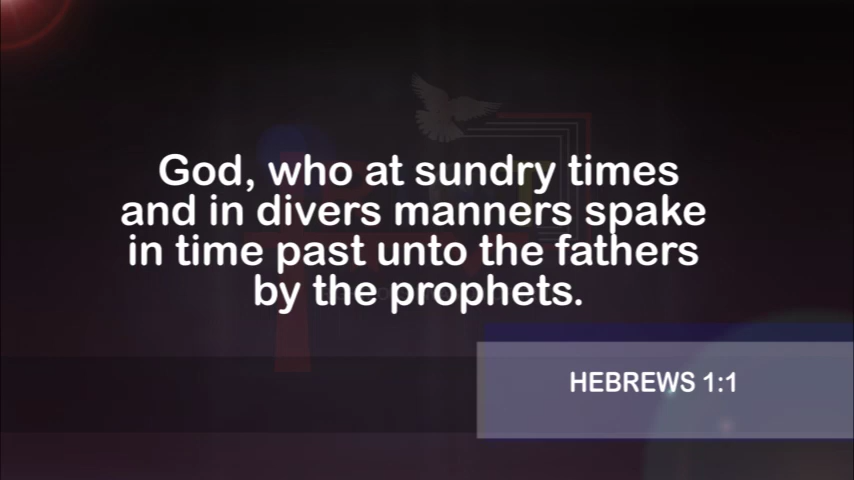 God, who at sundry times
and in divers manners spake
in time past unto the fathers
by the prophets.
HEBREWS 1:1